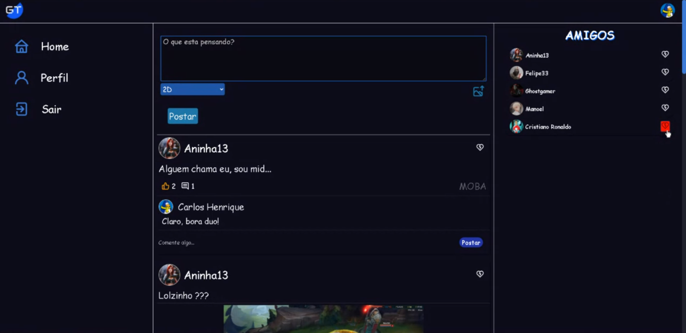 GT
Home
Perfil
Sair
O que esta pensando?
2D
Postar
Aninha13
Alguem chama eu, sou mid...
2 1 MOBA
Carlos Henrique
Claro, bora duo!
Comente algo... Postar
Aninha13
Lolzinho ???
AMIGOS
Aninha13
Felipe33
Ghostgamer
Manoel
Cristiano Ronaldo